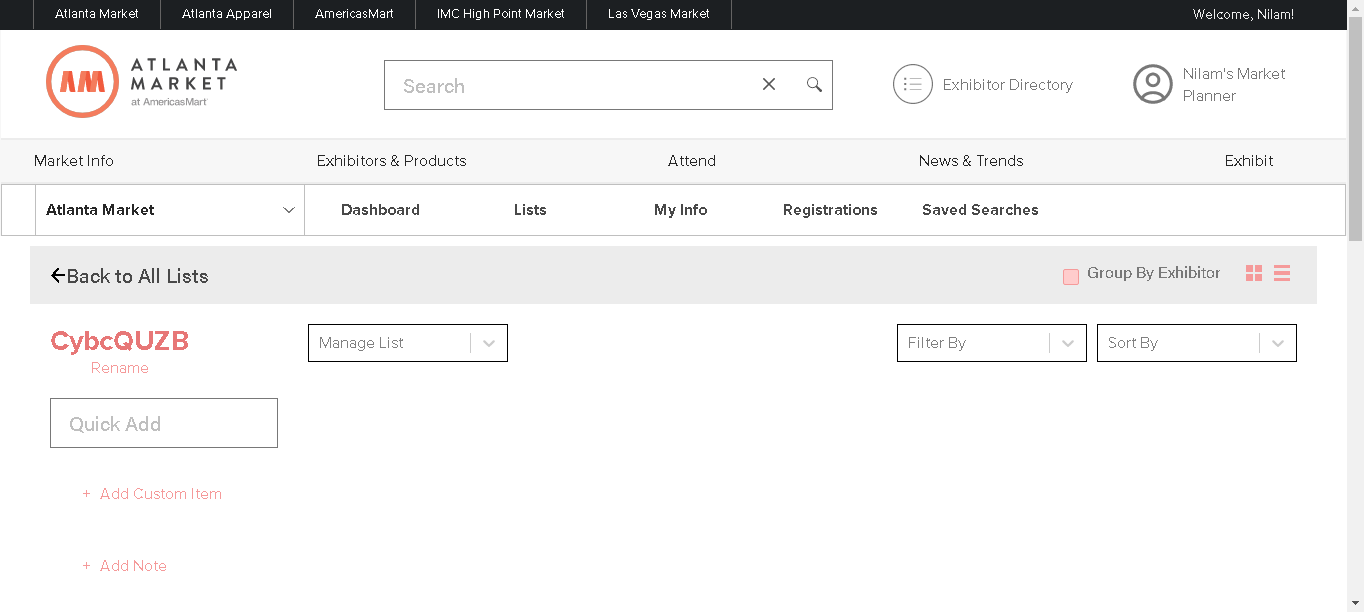 Atlanta Market Atlanta Apparel AmericasMart IMC High Point Market Las Vegas Market Welcome, Nilam!
AM ATLANTA
MARKET
at AmericasMart
Search
Exhibitor Directory
Nilam's Market
Planner
Market Info Exhibitors & Products Attend News & Trends Exhibit
Atlanta Market Dashboard Lists My Info Registrations Saved Searches
Back to All Lists Group By Exhibitor
CybcQUZB Manage List Filter By Sort By
Rename
Quick Add
+ Add Custom Item
+ Add Note